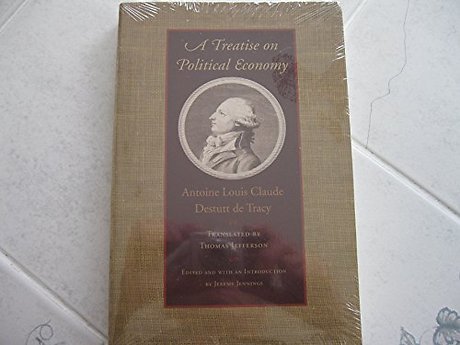 A Treatise on
Political Economy
Antoine Louis Claude
Destutt de Tracy
Translated by
Thomas Jefferson
Edited and with an Introduction
by Jeremy Jennings